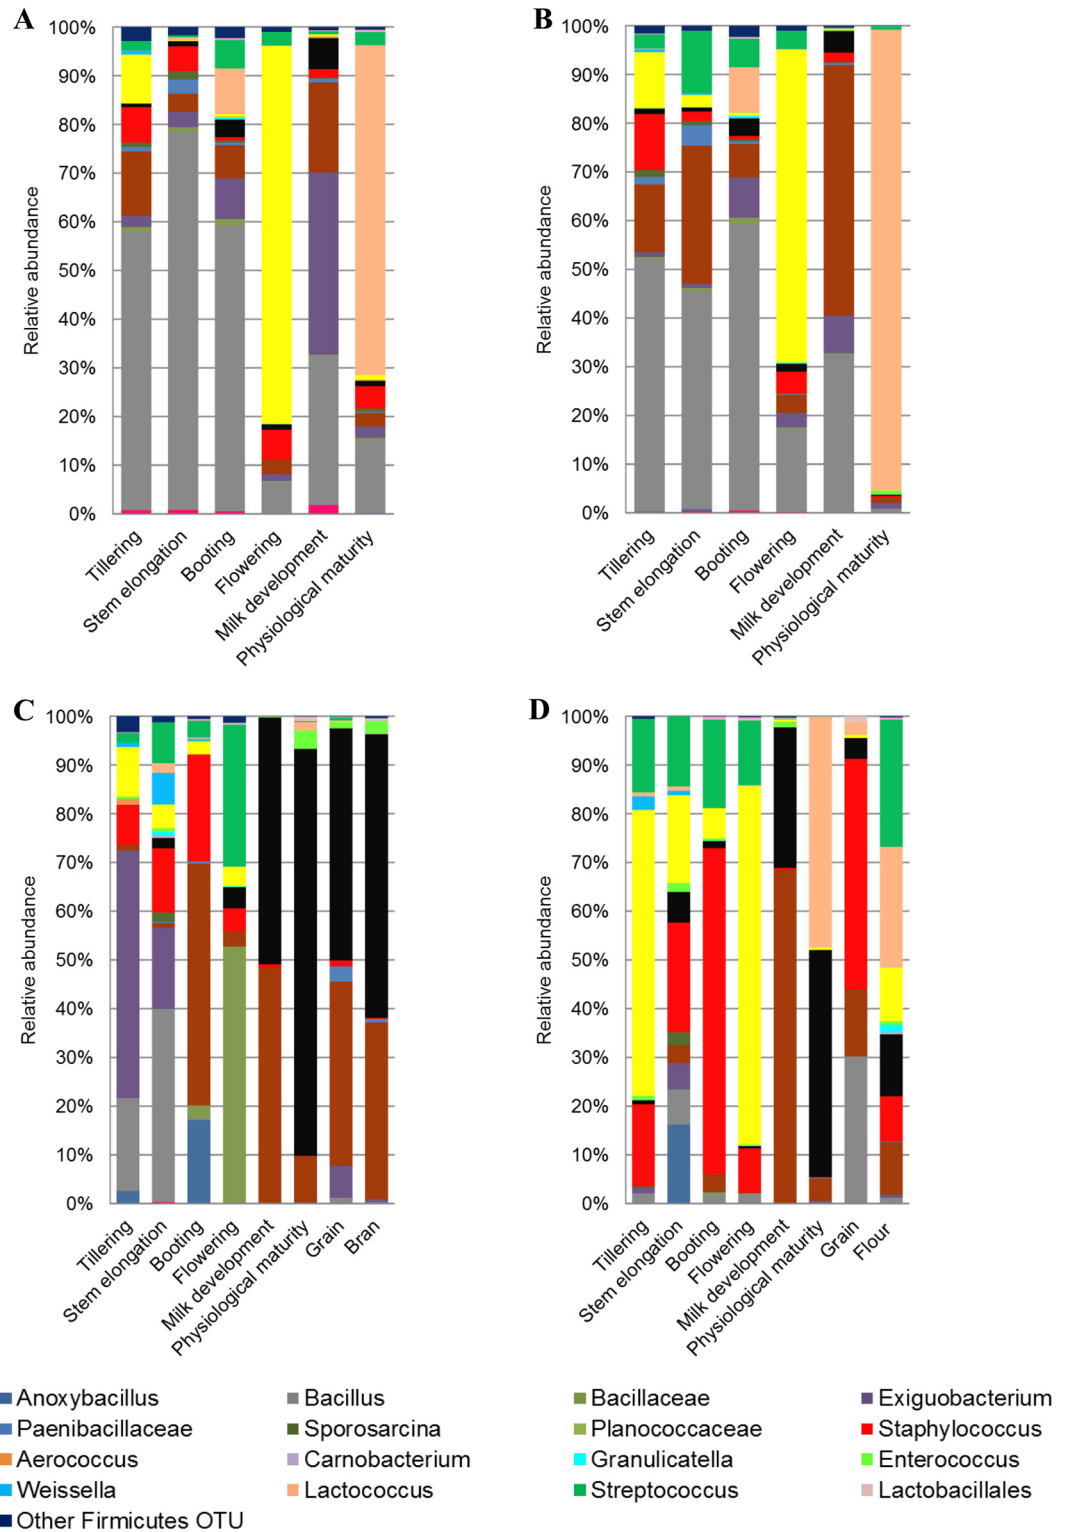 A
B
100%
90%
80%
70%
60%
50%
40%
30%
20%
10%
0%
Relative abundance
Tillering
Stem elongation
Booting
Flowering
Milk development
Physiological maturity
100%
90%
80%
70%
60%
50%
40%
30%
20%
10%
0%
Relative abundance
Tillering
Stem elongation
Booting
Flowering
Milk development
Physiological maturity
C
D
100%
90%
80%
70%
60%
50%
40%
30%
20%
10%
0%
Relative abundance
Tillering
Stem elongation
Booting
Flowering
Milk development
Physiological maturity
Grain
Bran
100%
90%
80%
70%
60%
50%
40%
30%
20%
10%
0%
Relative abundance
Tillering
Stem elongation
Booting
Flowering
Milk development
Physiological maturity
Grain
Flour
Anoxybacillus Bacillus Bacillaceae Exiguobacterium
Paenibacillaceae Sporosarcina Planococcaceae Staphylococcus
Aerococcus Carnobacterium Granulicatella Enterococcus
Weissella Lactococcus Streptococcus Lactobacillales
Other Firmicutes OTU